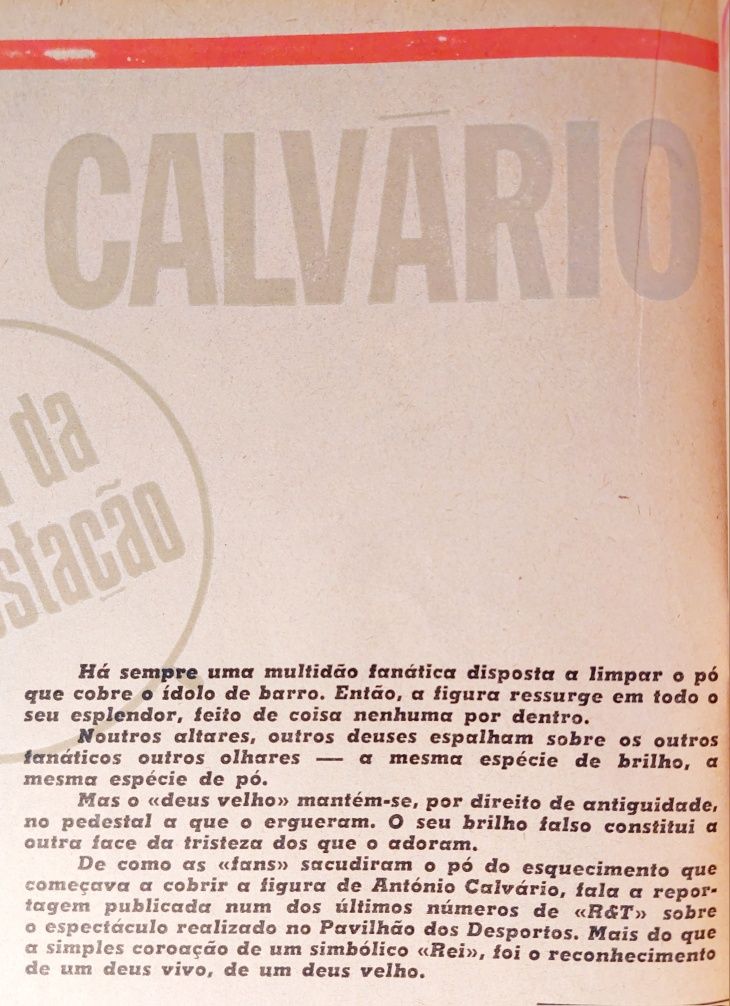 CALVÁRIO
da
stação
Há sempre uma multidão fanática disposta a limpar o pó
que cobre o ídolo de barro. Então, a figura ressurge em todo o
seu esplendor, feito de coisa nenhuma por dentro.
Noutros altares, outros deuses espalham sobre os outros
fanáticos outros olhares — a mesma espécie de brilho, a
mesma espécie de pó.
Mas o «deus velho» mantém-se, por direito de antiguidade,
no pedestal a que o ergueram. O seu brilho falso constitui a
outra face da tristeza dos que o adoram.
De como as «fans» sacudiram o pó do esquecimento que
começava a cobrir a figura de António Calvário, fala a repor-
tagem publicada num dos últimos números de «R&T» sobre
o espectáculo realizado no Pavilhão dos Desportos. Mais do que
a simples coroação de um simbólico «Rei», foi o reconhecimento
de um deus vivo, de um deus velho.